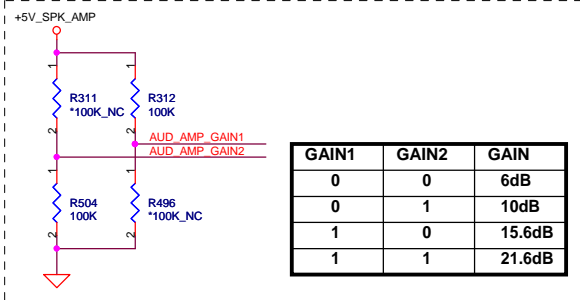 +5V_SPK_AMP
1
1
R311
*100K_NC
R312
100K
2
2
AUD_AMP_GAIN1
AUD_AMP_GAIN2
1
1
R504
100K
R496
*100K_NC
2
2
GAIN1 GAIN2 GAIN
0 0 6dB
0 1 10dB
1 0 15.6dB
1 1 21.6dB